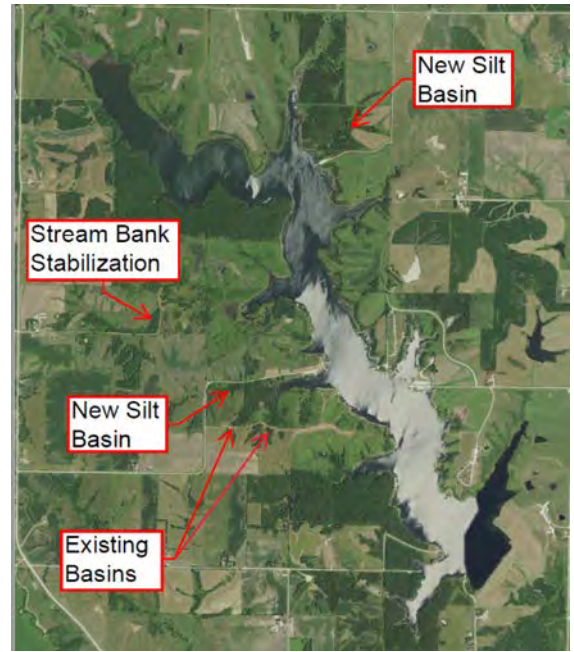 New Silt
Basin
Stream Bank
Stabilization
New Silt
Basin
Existing
Basins